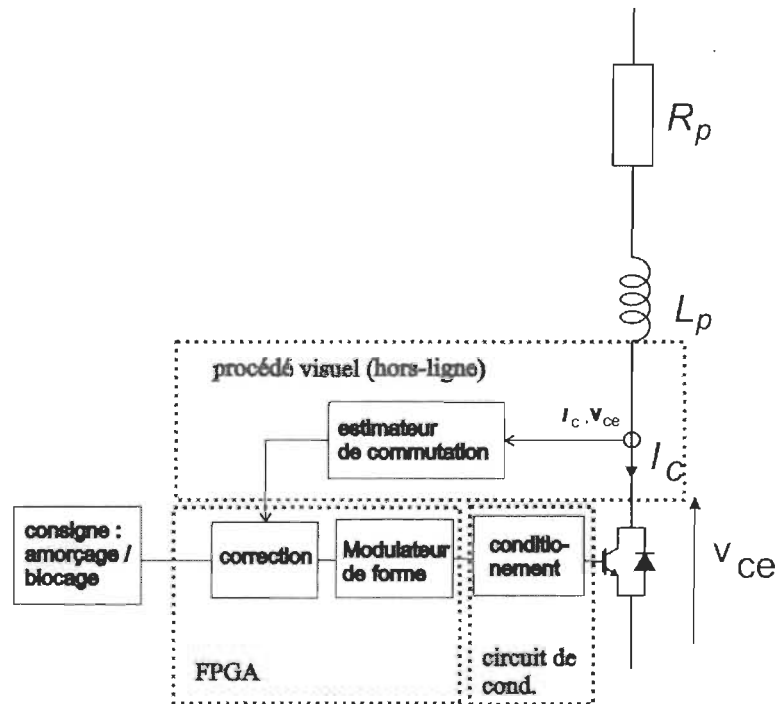 R_p
L_p
procédé visuel (hors-ligne)
estimateur
de commutation
I_c , v_ce
I_C
consigne :
amorçage /
blocage
correction
Modulateur
de forme
conditio-
nement
v_ce
FPGA
circuit de
cond.